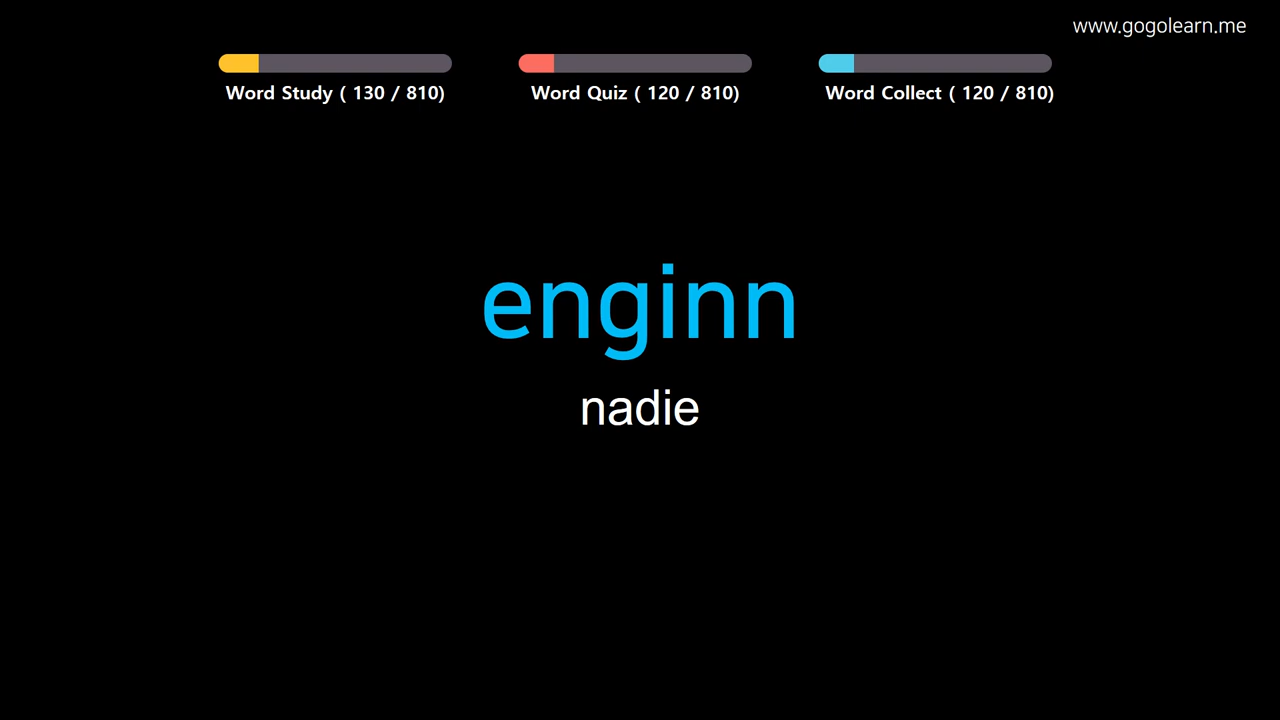 www.gogolearn.me
Word Study ( 130 / 810)
Word Quiz ( 120 / 810)
Word Collect ( 120 / 810)
enginn
nadie